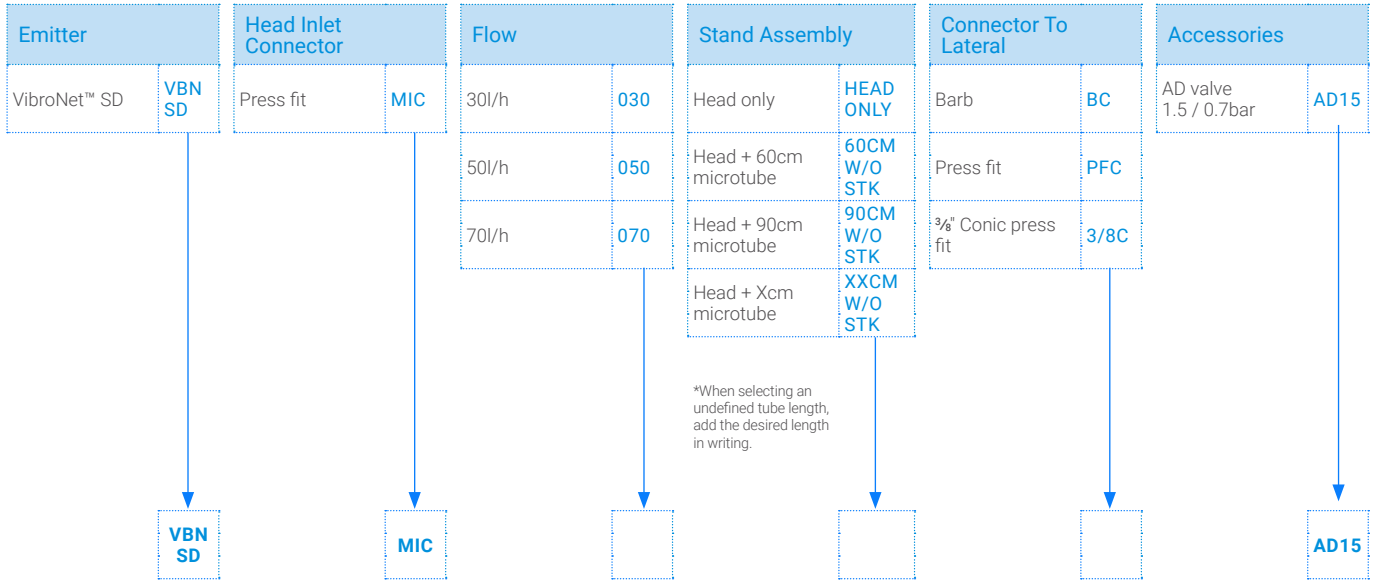 Emitter
VibroNet™ SD
VBN
SD
Head Inlet
Connector
Press fit
MIC
Flow
30l/h
030
50l/h
050
70l/h
070
Stand Assembly
Head only
HEAD
ONLY
Head + 60cm
microtube
60CM
W/O
STK
Head + 90cm
microtube
90CM
W/O
STK
Head + Xcm
microtube
XXCM
W/O
STK
*When selecting an
undefined tube length,
add the desired length
in writing.
Connector To
Lateral
Barb
BC
Press fit
PFC
⅜" Conic press
fit
3/8C
Accessories
AD valve
1.5 / 0.7bar
AD15
VBN
SD
MIC
AD15